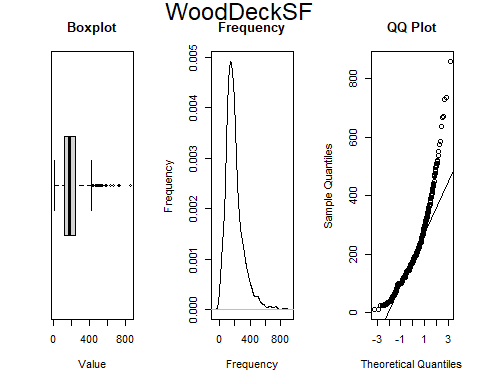 WoodDeckSF
Boxplot
Frequency
QQ Plot
0
400
800
Value
Frequency
0.000
0.001
0.002
0.003
0.004
0.005
0
400
800
Frequency
Sample Quantiles
0
200
400
600
800
-3
-1
1
3
Theoretical Quantiles